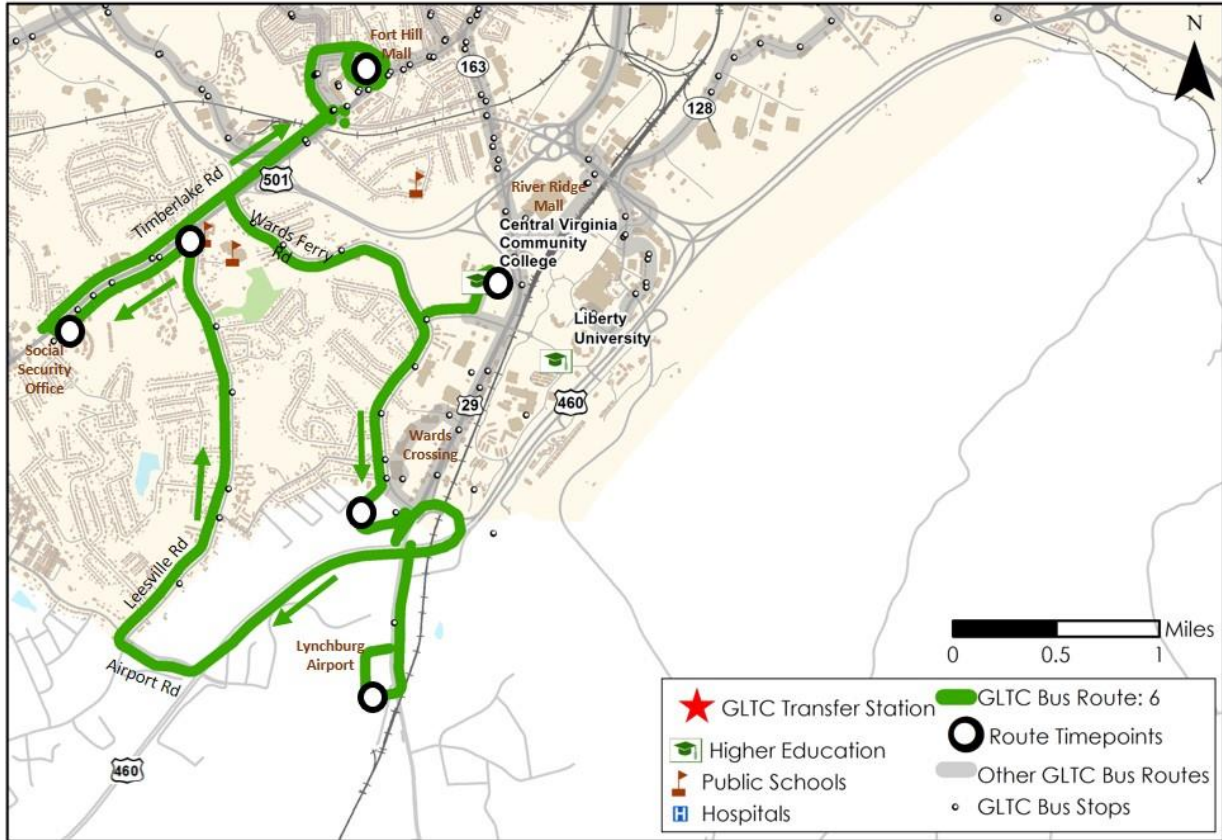 N
Fort Hill
Mall
163
128
Timberlake Rd
501
River Ridge
Mall
Wards Ferry
Rd
Central Virginia
Community
College
Liberty
University
Social
Security
Office
29
460
Wards
Crossing
Leesville Rd
Lynchburg
Airport
Airport Rd
460
Miles
0 0.5 1
GLTC Transfer Station
Higher Education
Public Schools
H Hospitals
GLTC Bus Route: 6
Route Timepoints
Other GLTC Bus Routes
GLTC Bus Stops